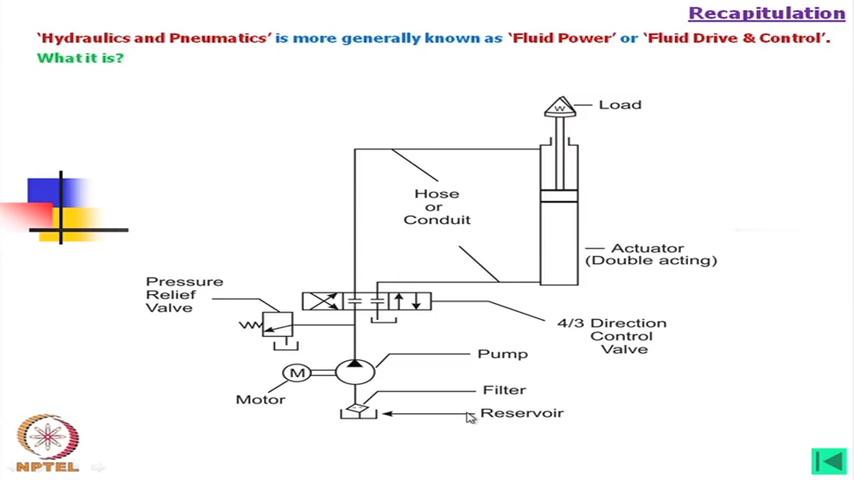 Recapitulation
‘Hydraulics and Pneumatics’ is more generally known as ‘Fluid Power’ or ‘Fluid Drive & Control’.
What it is?
W
Load
Hose
or
Conduit
Actuator
(Double acting)
Pressure
Relief
Valve
4/3 Direction
Control
Valve
Pump
M
Motor
Filter
Reservoir
NPTEL